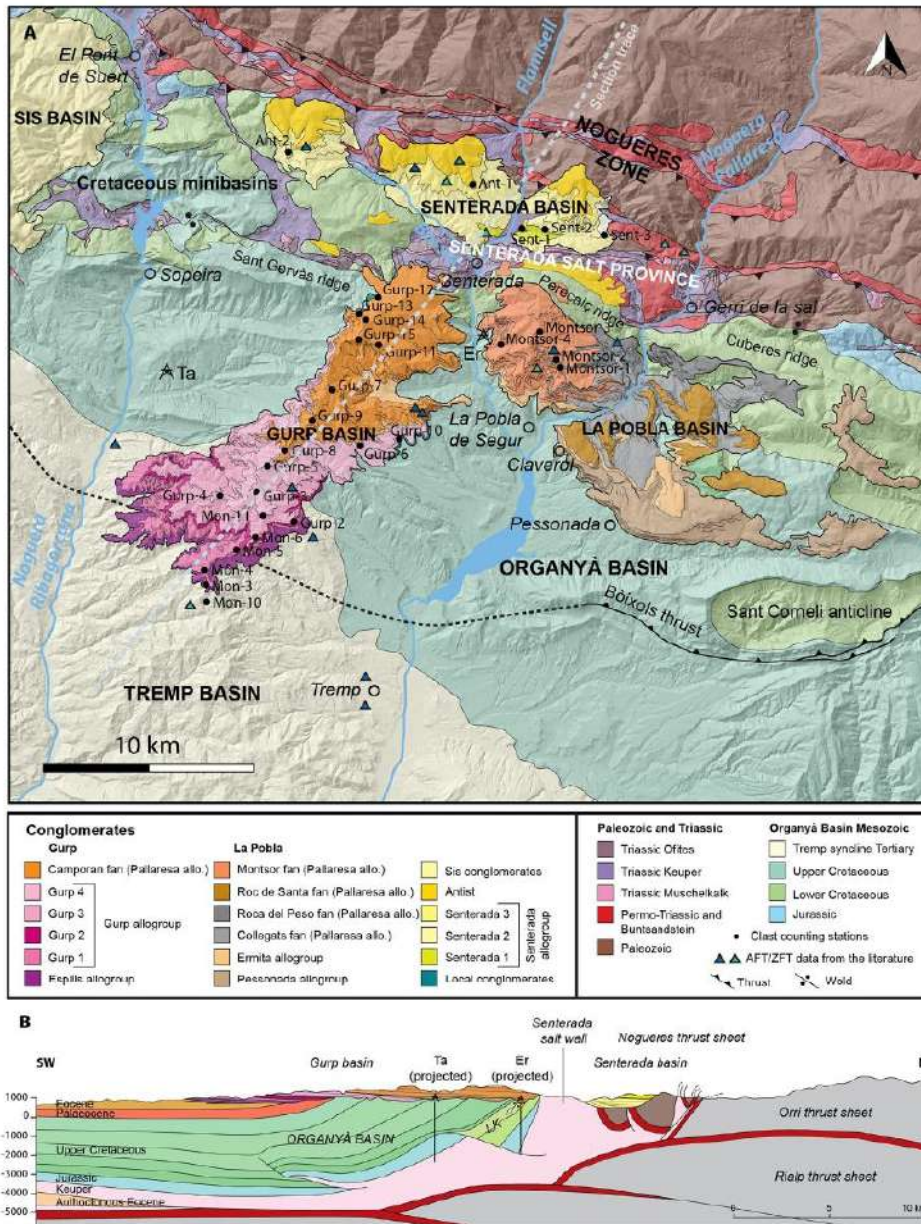 A
El Pont
de Suert
Flamisell
Section trace
N
SIS BASIN
Ant-2
NOGUERES
ZONE
Noguera
Pallaresa
Cretaceous minibasins
Ant-1
SENTERADA BASIN
Sent-2
Sent-1
Sent-3
SENTERADA SALT PROVINCE
Sopeira
Sant Gervàs ridge
Senterada
Gurp-12
Gurp-13
Gurp-14
Gurp-15
Gurp-11
Perecalç ridge
Gerri de la sal
Montsor-3
Montsor-4
Montsor-2
Montsor-1
Er
Cuberes ridge
Ta
Gurp-7
Gurp-9
La Pobla
de Segur
GURP BASIN
Gurp-10
Gurp-8
Gurp-6
LA POBLA BASIN
Claverol
Gurp-5
Gurp-4
Gurp-3
Mon-11
Gurp-2
Mon-6
Mon-5
Pessonada
Noguera
Ribagorçana
Mon-4
Mon-3
Mon-10
ORGANYÀ BASIN
Bóixols thrust
Sant Corneli anticline
TREMP BASIN
Tremp
10 km
Conglomerates
Gurp
Camporan fan (Pallaresa allo.)
Gurp 4
Gurp 3
Gurp 2
Gurp 1
Gurp allogroup
Espills allogroup
La Pobla
Montsor fan (Pallaresa allo.)
Roc de Santa fan (Pallaresa allo.)
Roca del Peso fan (Pallaresa allo.)
Collegats fan (Pallaresa allo.)
Ermita allogroup
Pessonada allogroup
Sis conglomerates
Antist
Senterada 3
Senterada 2
Senterada 1
Senterada
allogroup
Local conglomerates
Paleozoic and Triassic
Triassic Ofites
Triassic Keuper
Triassic Muschelkalk
Permo-Triassic and
Buntsandstein
Paleozoic
Organyà Basin Mesozoic
Tremp syncline Tertiary
Upper Cretaceous
Lower Cretaceous
Jurassic
Clast counting stations
AFT/ZFT data from the literature
Thrust
Weld
B
SW
Gurp basin
Ta
(projected)
Er
(projected)
Senterada
salt wall
Nogueres thrust sheet
Senterada basin
1000
0
-1000
-2000
-3000
-4000
-5000
Eocene
Palaeocene
Upper Cretaceous
Jurassic
Keuper
Authoctonous Eocene
ORGANYÀ BASIN
LK
Orri thrust sheet
Rialp thrust sheet
0
5